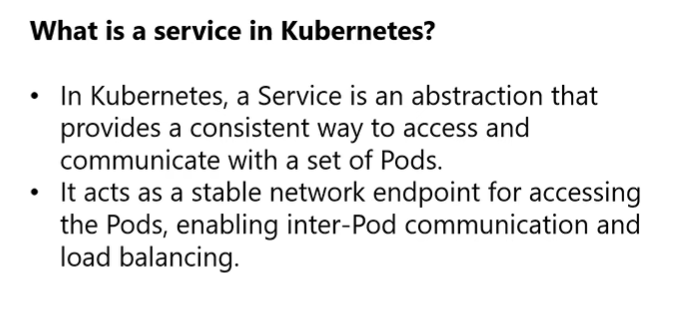 What is a service in Kubernetes?
• In Kubernetes, a Service is an abstraction that
provides a consistent way to access and
communicate with a set of Pods.
• It acts as a stable network endpoint for accessing
the Pods, enabling inter-Pod communication and
load balancing.